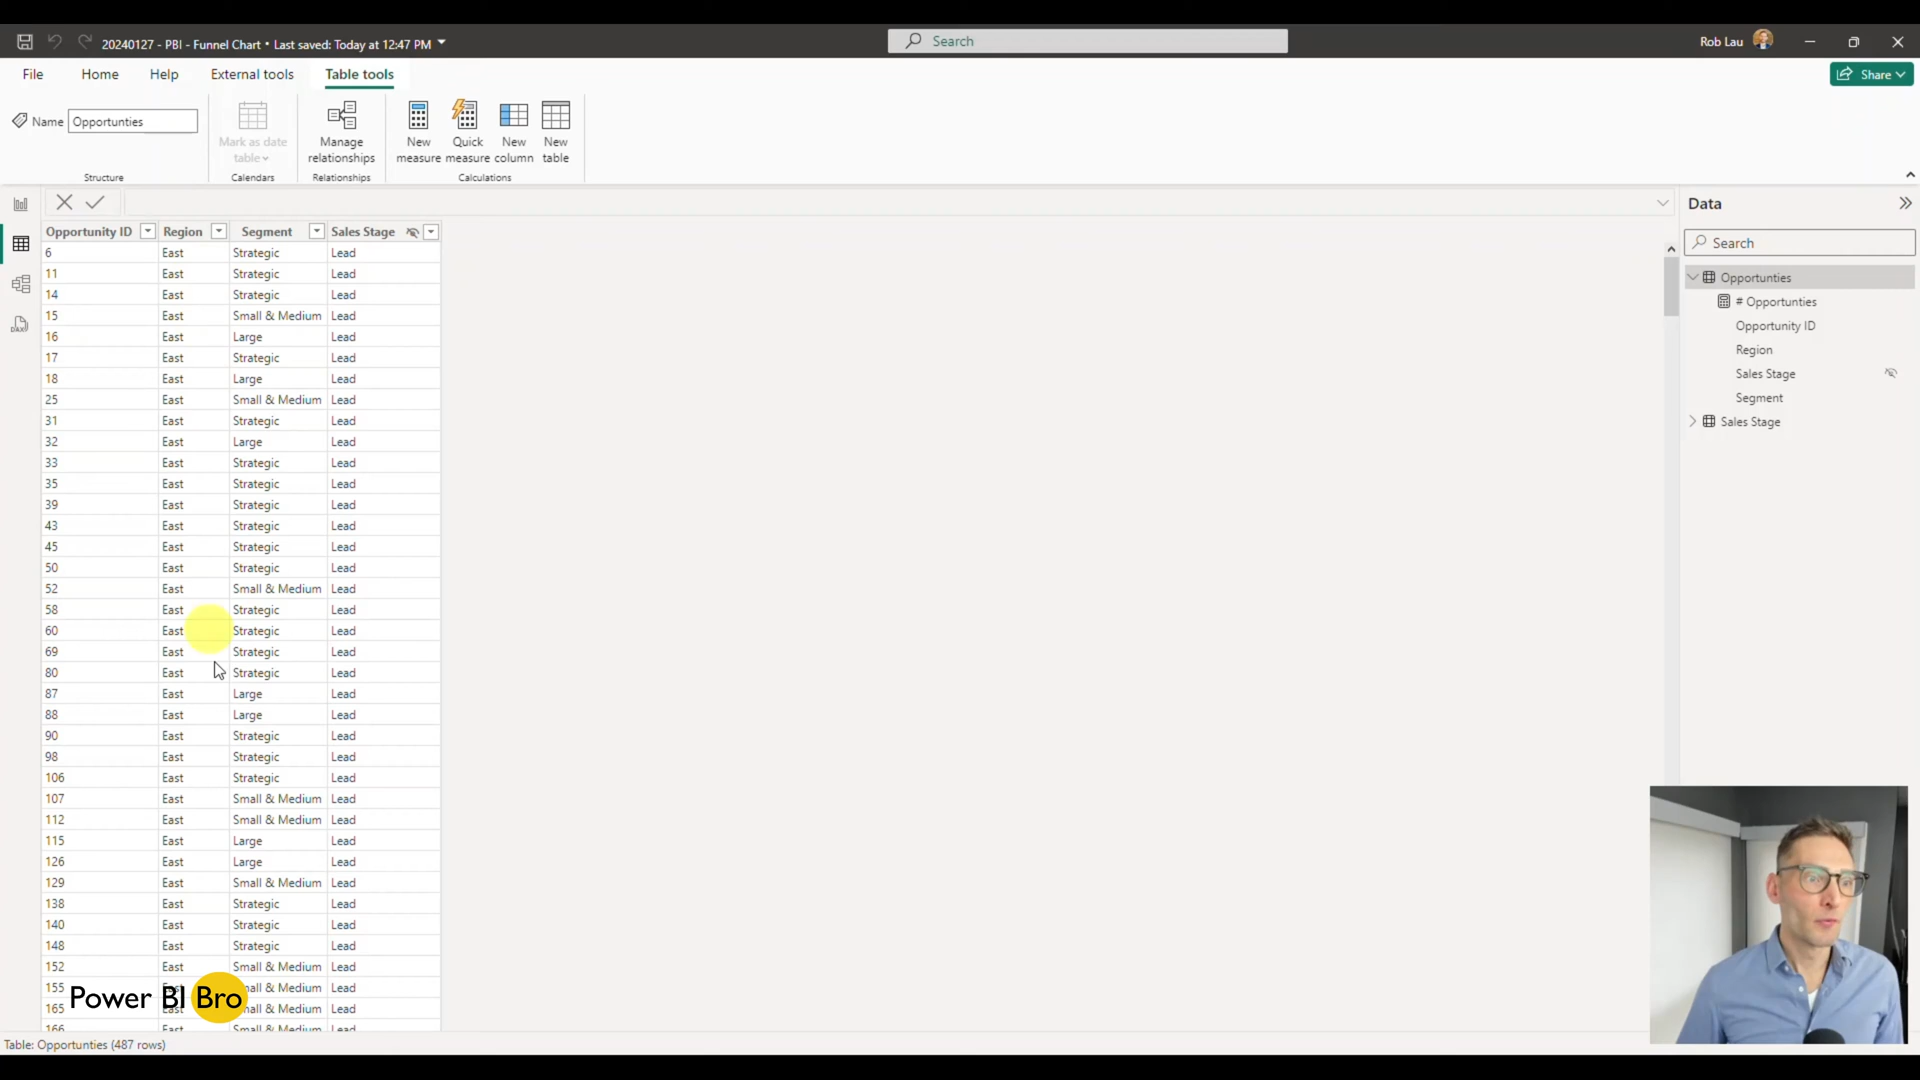 20240127 - PBI - Funnel Chart • Last saved: Today at 12:47 PM
Search
Rob Lau
File Home Help External tools Table tools
Share
Name Opportunties
Mark as date table
Manage relationships
New measure
Quick measure
New column
New table
Structure Calendars Relationships Calculations
Data
Opportunity ID Region Segment Sales Stage
6 East Strategic Lead
11 East Strategic Lead
14 East Strategic Lead
15 East Small & Medium Lead
16 East Large Lead
17 East Strategic Lead
18 East Large Lead
25 East Small & Medium Lead
31 East Strategic Lead
32 East Large Lead
33 East Strategic Lead
35 East Strategic Lead
39 East Strategic Lead
43 East Strategic Lead
45 East Strategic Lead
50 East Strategic Lead
52 East Small & Medium Lead
58 East Strategic Lead
60 East Strategic Lead
69 East Strategic Lead
80 East Strategic Lead
87 East Large Lead
88 East Large Lead
90 East Strategic Lead
98 East Strategic Lead
106 East Strategic Lead
107 East Small & Medium Lead
112 East Small & Medium Lead
115 East Large Lead
126 East Large Lead
129 East Small & Medium Lead
138 East Strategic Lead
140 East Strategic Lead
148 East Strategic Lead
152 East Small & Medium Lead
155 & Medium Lead
165 & Medium Lead
166 East Small & Medium Lead
Power BI Bro
Search
Opportunties
# Opportunties
Opportunity ID
Region
Sales Stage
Segment
Sales Stage
Table: Opportunties (487 rows)